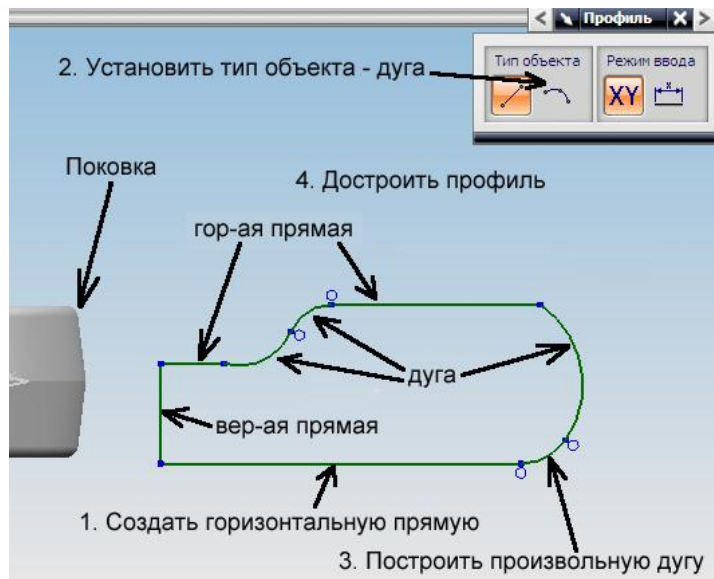 Профиль
Тип объекта
Режим ввода
XY
x
2. Установить тип объекта - дуга
Поковка
4. Достроить профиль
гор-ая прямая
дуга
вер-ая прямая
1. Создать горизонтальную прямую
3. Построить произвольную дугу